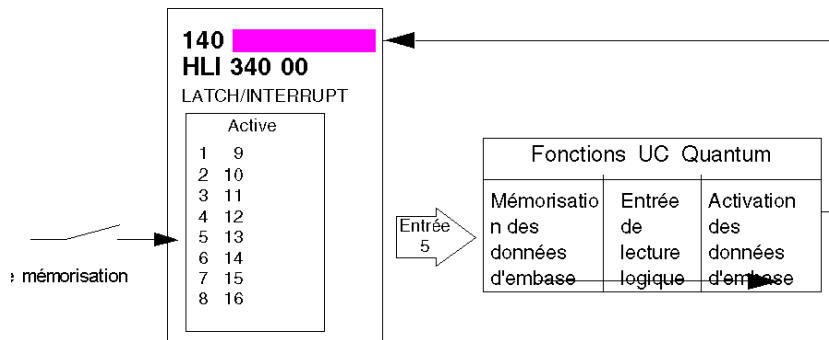 140
HLI 340 00
LATCH/INTERRUPT
Active
1 9
2 10
3 11
4 12
5 13
6 14
7 15
8 16
mémorisation
Entrée
5
Fonctions UC Quantum
Mémorisatio
n des
données
d'embase
Entrée
de
lecture
logique
Activation
des
données
d'embase